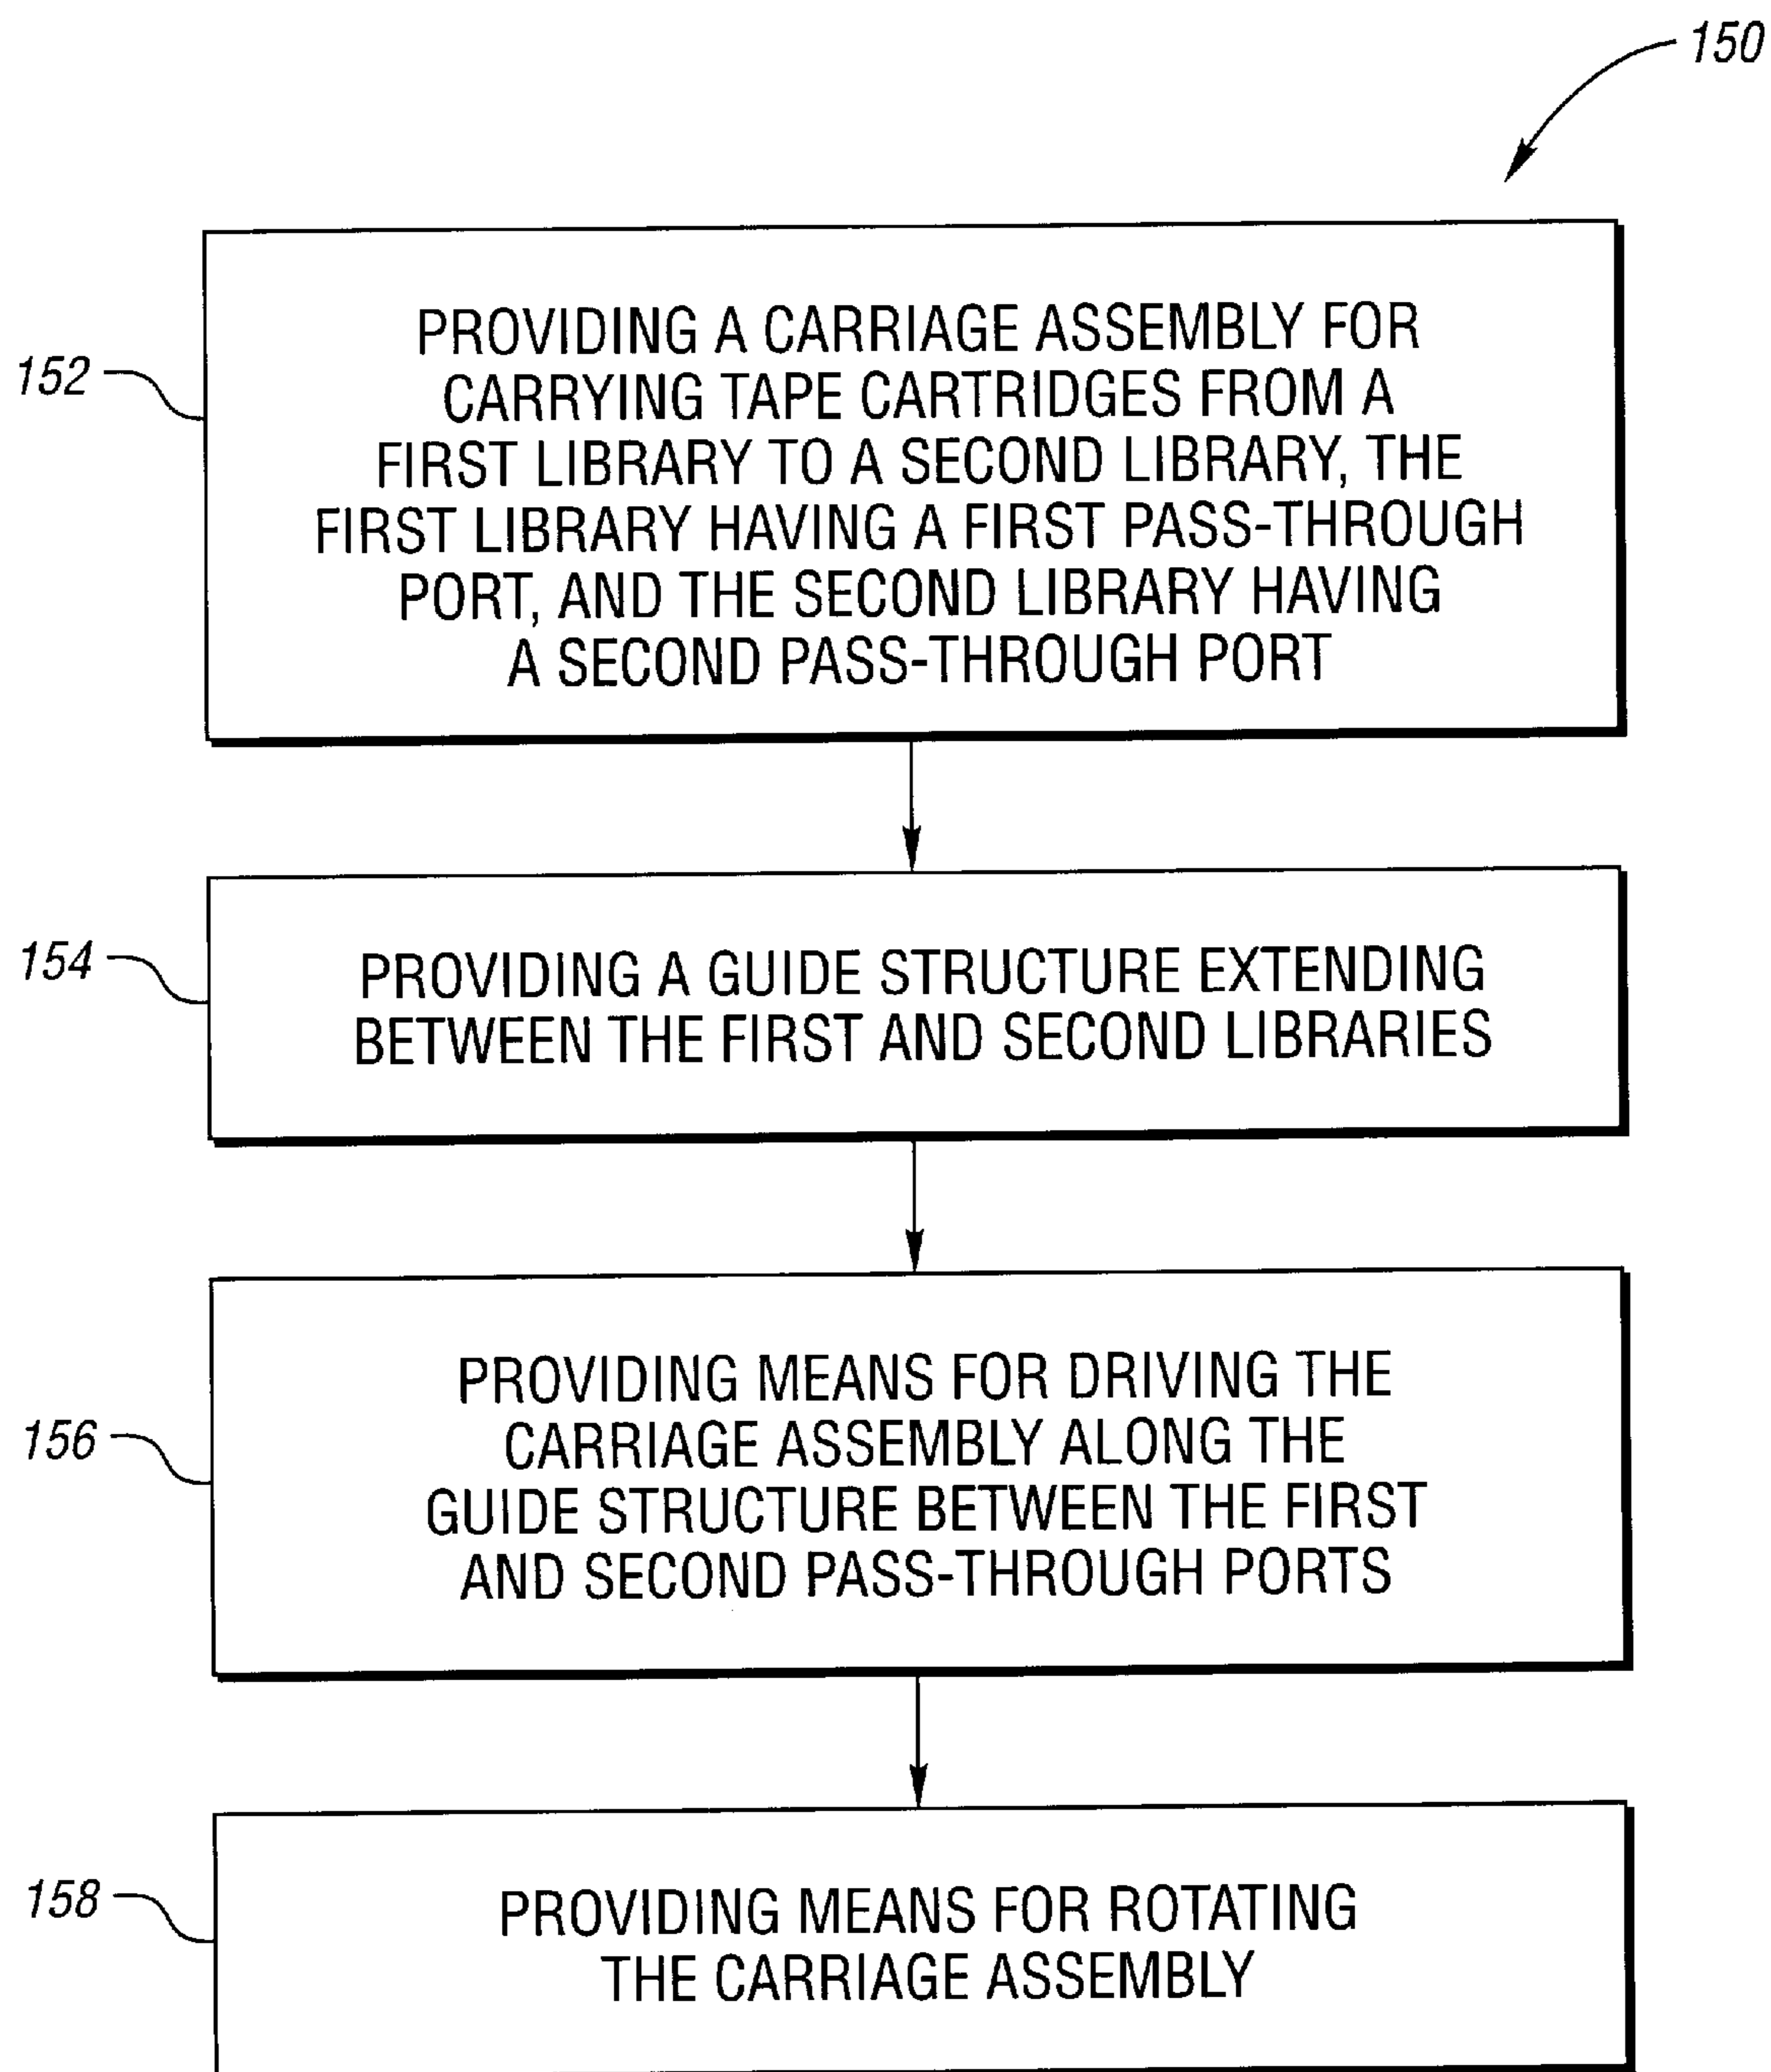 150
152
PROVIDING A CARRIAGE ASSEMBLY FOR
CARRYING TAPE CARTRIDGES FROM A
FIRST LIBRARY TO A SECOND LIBRARY, THE
FIRST LIBRARY HAVING A FIRST PASS-THROUGH
PORT, AND THE SECOND LIBRARY HAVING
A SECOND PASS-THROUGH PORT
154
PROVIDING A GUIDE STRUCTURE EXTENDING
BETWEEN THE FIRST AND SECOND LIBRARIES
156
PROVIDING MEANS FOR DRIVING THE
CARRIAGE ASSEMBLY ALONG THE
GUIDE STRUCTURE BETWEEN THE FIRST
AND SECOND PASS-THROUGH PORTS
158
PROVIDING MEANS FOR ROTATING
THE CARRIAGE ASSEMBLY